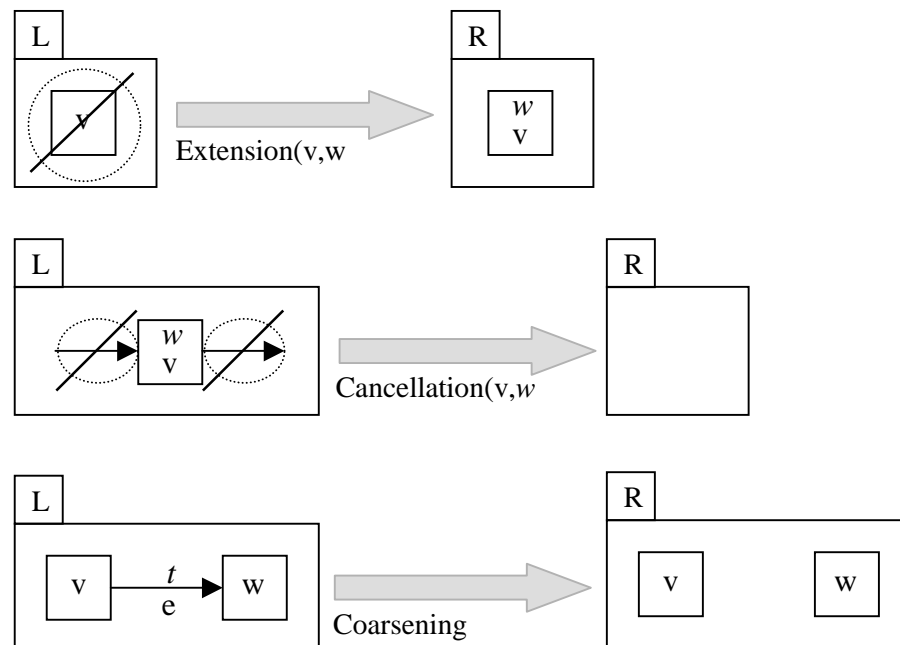 L
R
v
w
v
Extension(v,w
L
R
w
v
Cancellation(v,w
L
R
v
t
e
w
v
w
Coarsening